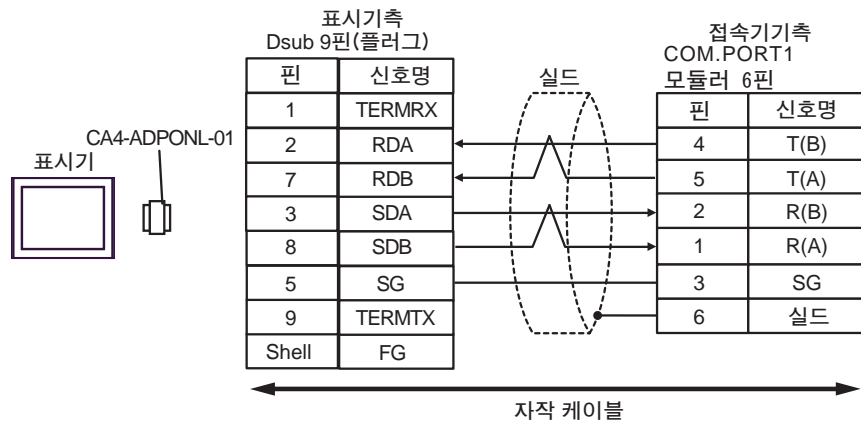 표시기측
Dsub 9핀(플러그)
접속기기측
COM.PORT1
모듈러 6핀
핀 신호명
실드
핀 신호명
1 TERMRX
CA4-ADPONL-01
표시기
2 RDA
4 T(B)
7 RDB
5 T(A)
3 SDA
2 R(B)
8 SDB
1 R(A)
5 SG
3 SG
9 TERMTX
6 실드
Shell FG
자작 케이블